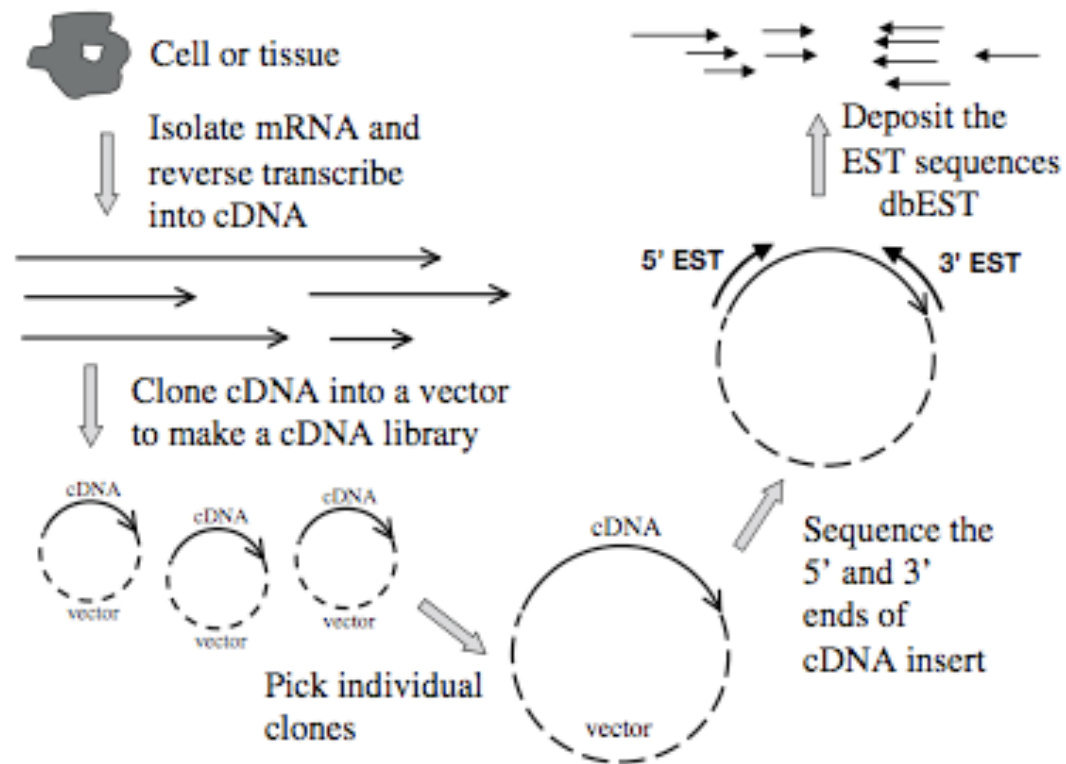 Cell or tissue
Isolate mRNA and
reverse transcribe
into cDNA
Clone cDNA into a vector
to make a cDNA library
cDNA
vector
cDNA
vector
cDNA
vector
Pick individual
clones
cDNA
vector
Sequence the
5' and 3'
ends of
cDNA insert
5' EST
3' EST
Deposit the
EST sequences
dbEST